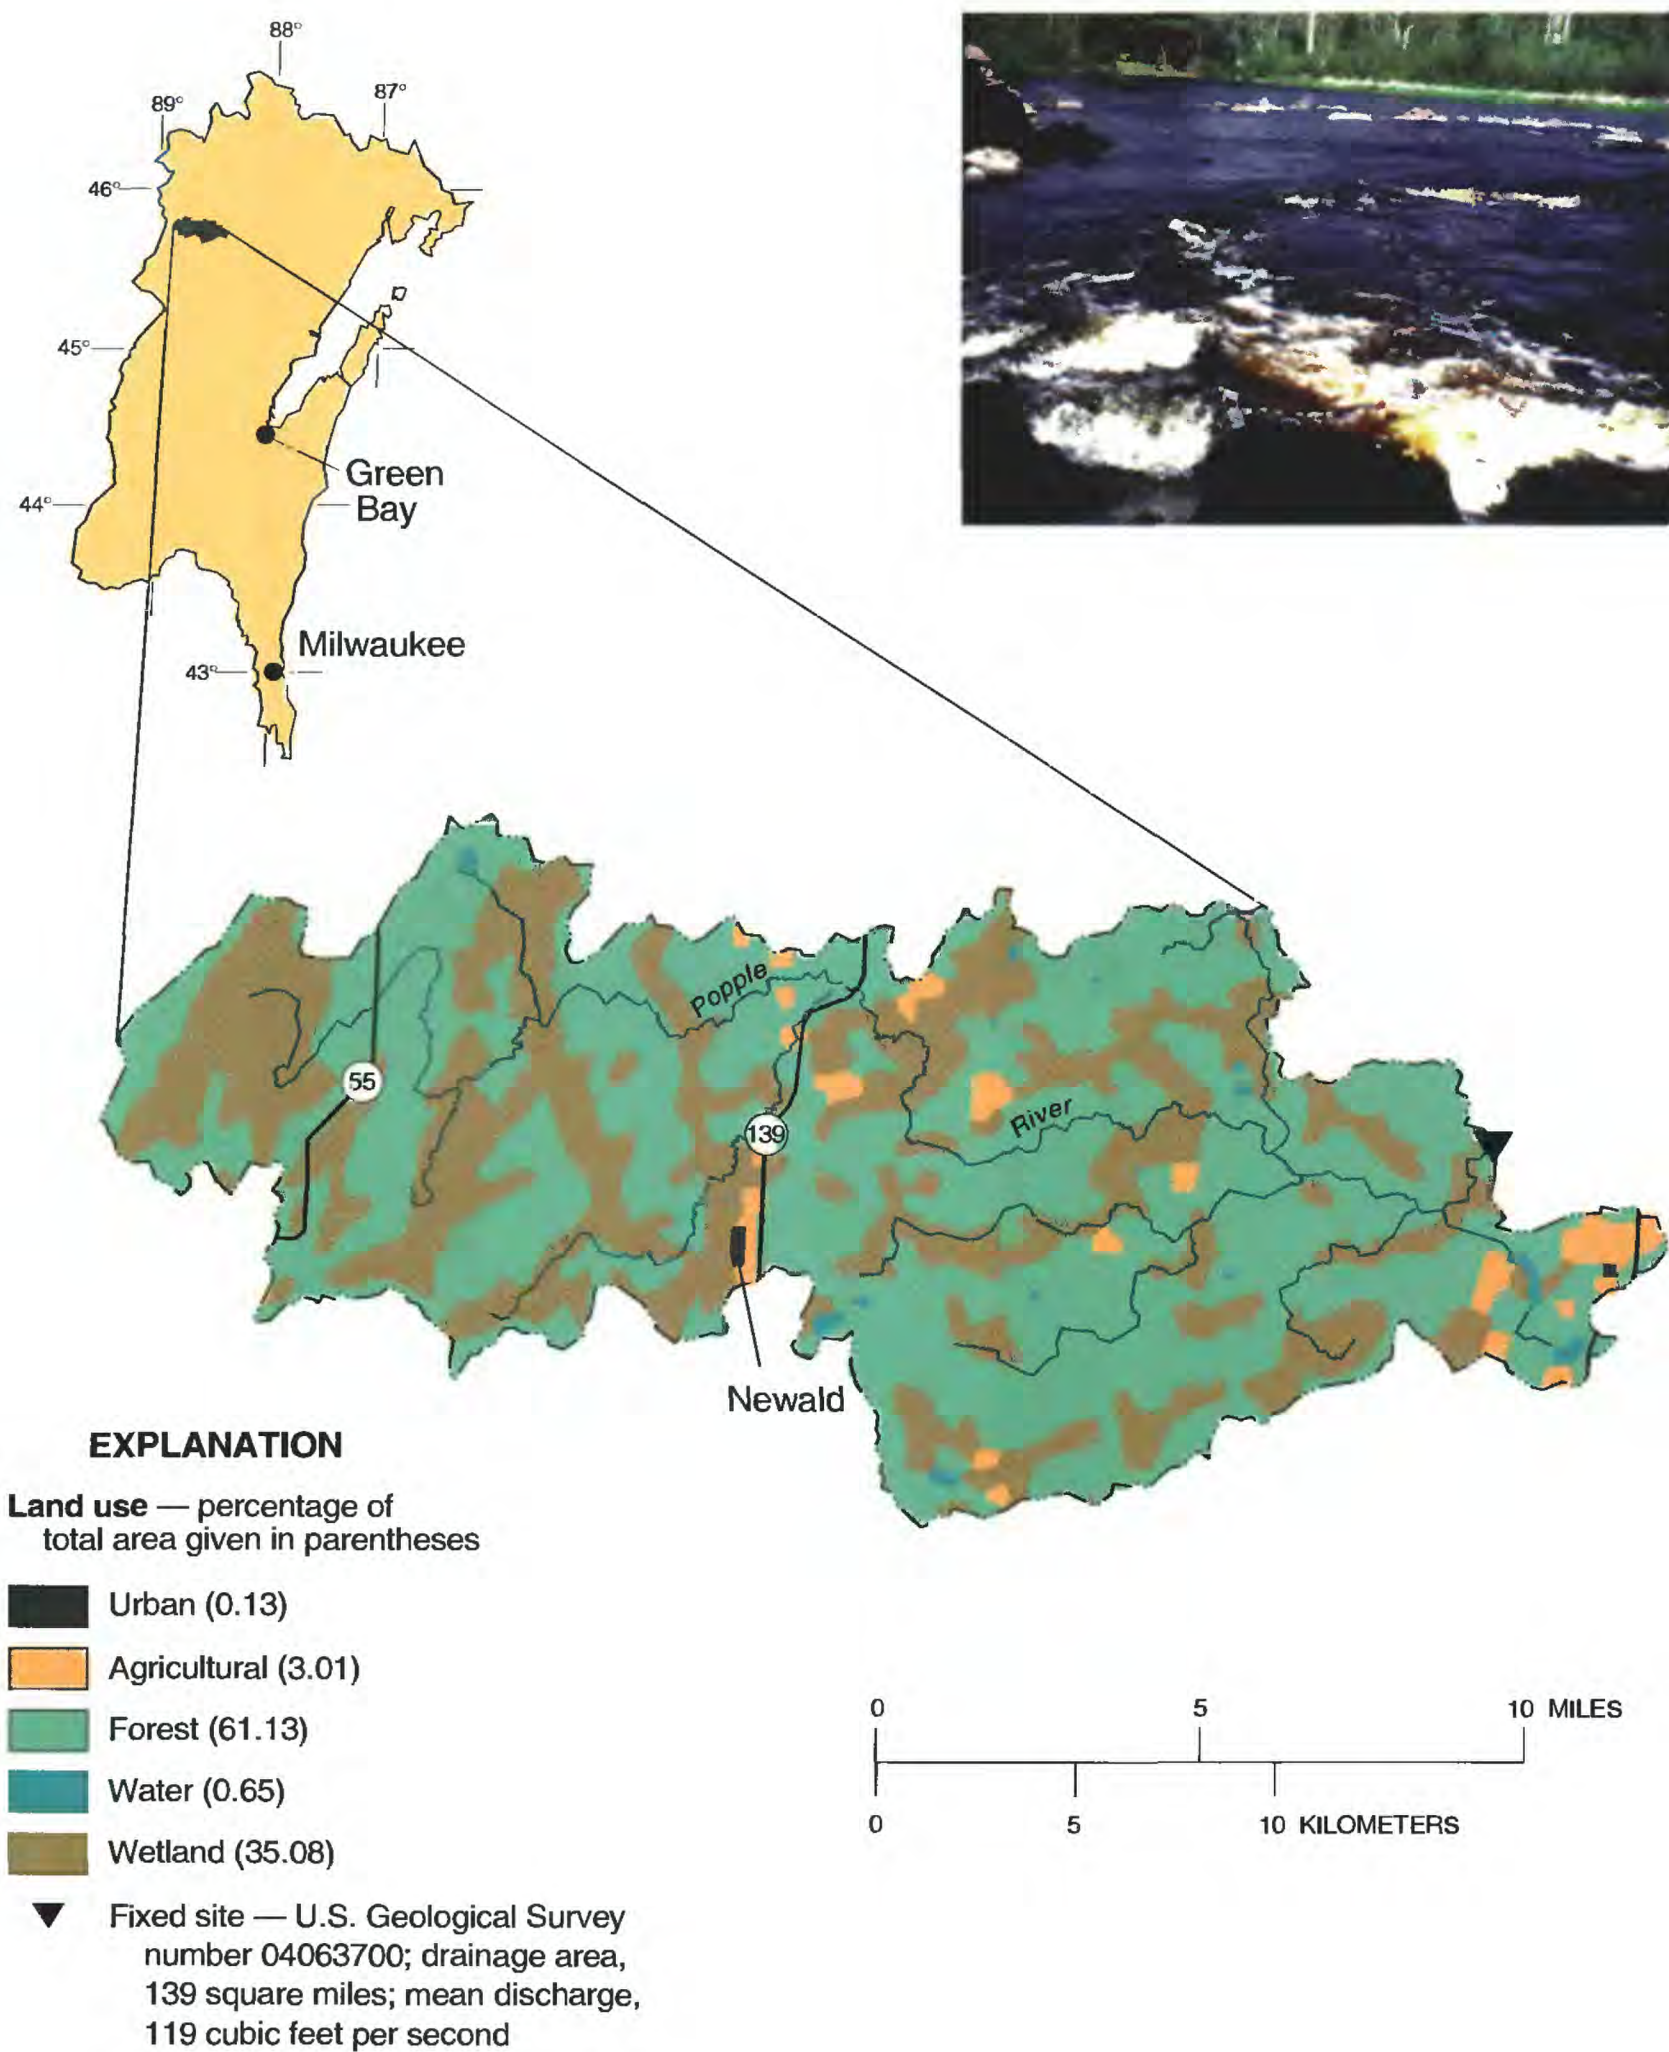 88°
89°
87°
46°
45°
Green
Bay
44°
Milwaukee
43°
Popple
55
River
139
Newald
EXPLANATION
Land use — percentage of
total area given in parentheses
Urban (0.13)
Agricultural (3.01)
Forest (61.13)
Water (0.65)
Wetland (35.08)
Fixed site — U.S. Geological Survey
number 04063700; drainage area,
139 square miles; mean discharge,
119 cubic feet per second
0 5 10 MILES
0 5 10 KILOMETERS